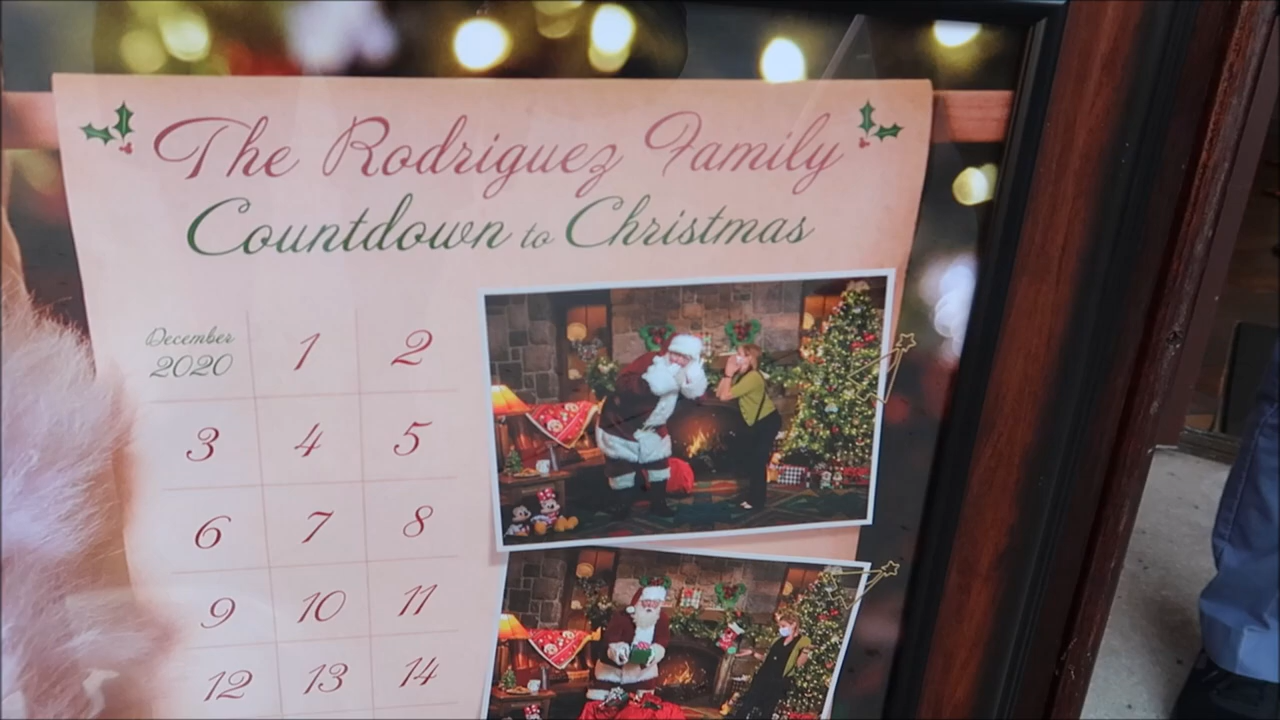 The Rodriguez Family
Countdown to Christmas
December
2020
1 2
3 4 5
6 7 8
9 10 11
12 13 14